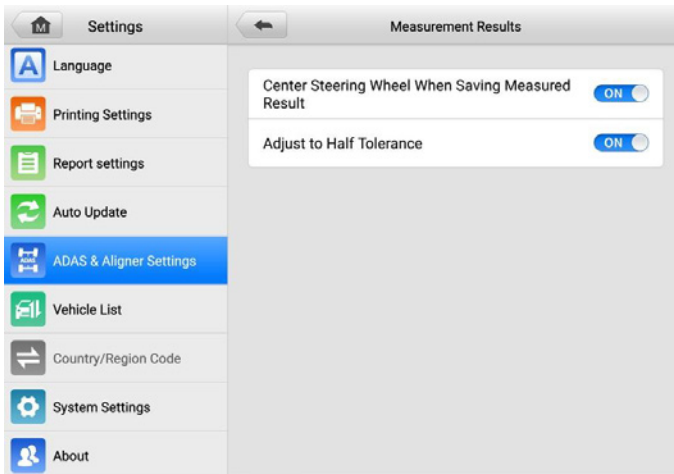 M
Settings
Measurement Results
A
Language
Center Steering Wheel When Saving Measured
Result
ON
Printing Settings
Adjust to Half Tolerance
ON
Report settings
Auto Update
ADAS
ADAS & Aligner Settings
Vehicle List
Country/Region Code
System Settings
About